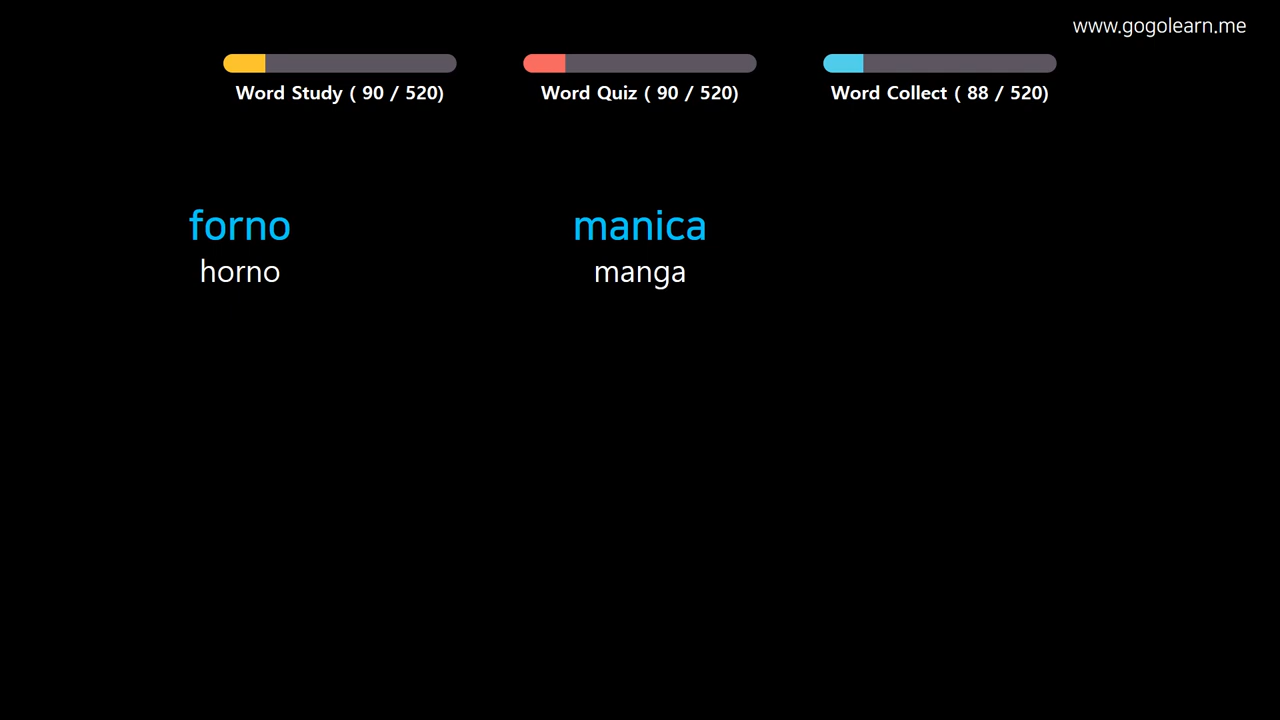 www.gogolearn.me
Word Study ( 90 / 520)
Word Quiz ( 90 / 520)
Word Collect ( 88 / 520)
forno
horno
manica
manga